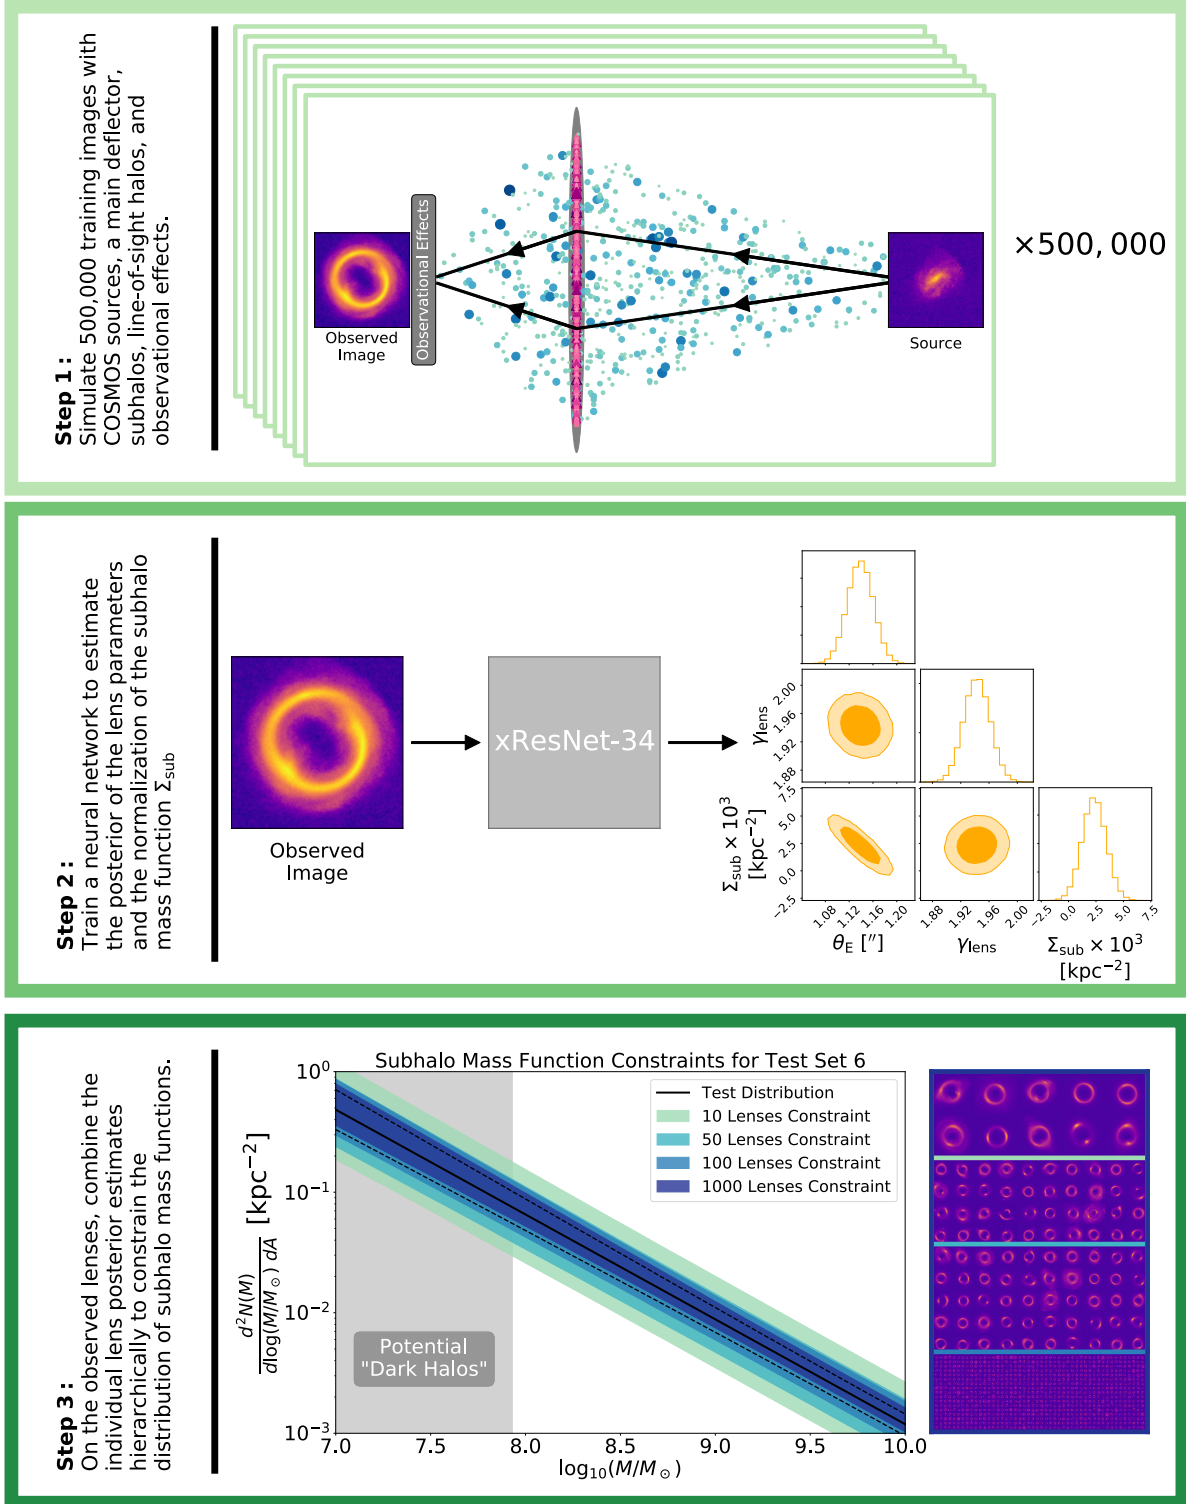 Step 1 :
Simulate 500,000 training images with
COSMOS sources, a main deflector,
subhalos, line-of-sight halos, and
observational effects.
Observed
Image
Observational Effects
Source
×500, 000
Step 2 :
Train a neural network to estimate
the posterior of the lens parameters
and the normalization of the subhalo
mass function Σ_sub
Observed
Image
xResNet-34
γ_lens
2.00
1.96
1.92
1.88
Σ_sub × 10³
[kpc⁻²]
7.5
5.0
2.5
0.0
−2.5
1.08
1.12
1.16
1.20
θ_E [″]
1.88
1.92
1.96
2.00
γ_lens
−2.5
0.0
2.5
5.0
7.5
Σ_sub × 10³
[kpc⁻²]
Step 3 :
On the observed lenses, combine the
individual lens posterior estimates
hierarchically to constrain the
distribution of subhalo mass functions.
Subhalo Mass Function Constraints for Test Set 6
d²N(M)
dlog(M/M⊙) dA [kpc⁻²]
10⁰
10⁻¹
10⁻²
10⁻³
Test Distribution
10 Lenses Constraint
50 Lenses Constraint
100 Lenses Constraint
1000 Lenses Constraint
Potential
"Dark Halos"
7.0
7.5
8.0
8.5
9.0
9.5
10.0
log₁₀(M/M⊙)